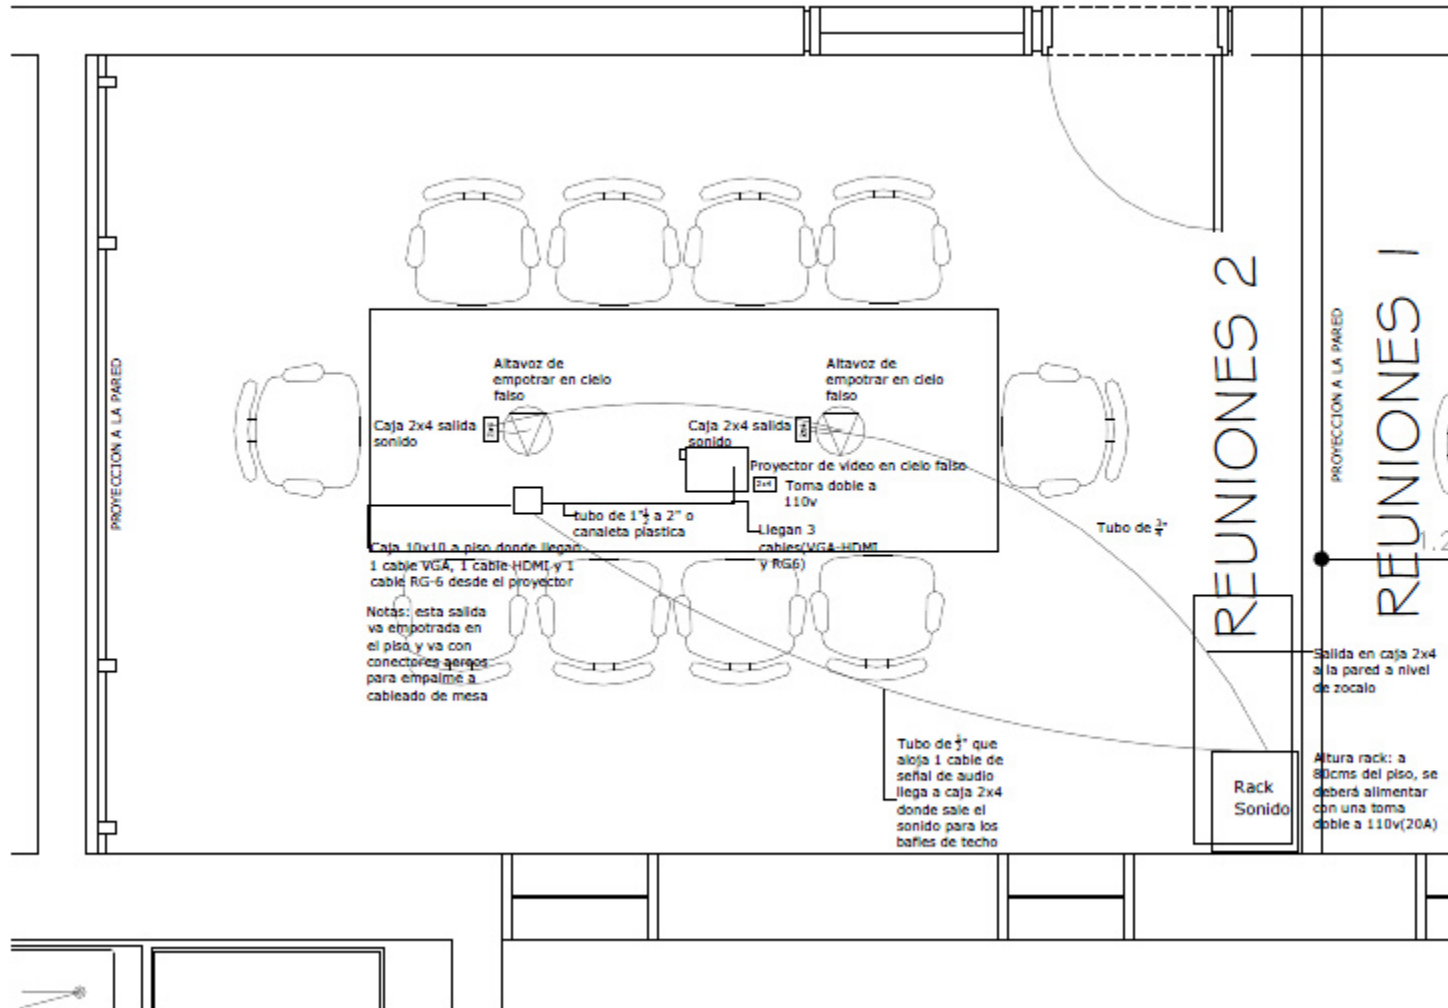 PROYECCION A LA PARED
Altavoz de
empotrar en cielo
falso
Altavoz de
empotrar en cielo
falso
Caja 2x4 salida
sonido
2x4
Caja 2x4 salida
sonido
2x4
Proyector de video en cielo falso
2x4
Toma doble a
110v
tubo de 1"½ a 2" o
canaleta plastica
Llegan 3
cables(VGA-HDMI
y RG6)
Caja 10x10 a piso donde llegan
1 cable VGA, 1 cable HDMI y 1
cable RG-6 desde el proyector
Notas: esta salida
va empotrada en
el piso y va con
conectores aereos
para empalme a
cableado de mesa
Tubo de ¾"
Tubo de ½" que
aloja 1 cable de
señal de audio
llega a caja 2x4
donde sale el
sonido para los
bafles de techo
REUNIONES 2
PROYECCION A LA PARED
REUNIONES 1
1.2
Salida en caja 2x4
a la pared a nivel
de zocalo
Rack
Sonido
Altura rack: a
80cms del piso, se
deberá alimentar
con una toma
doble a 110v(20A)